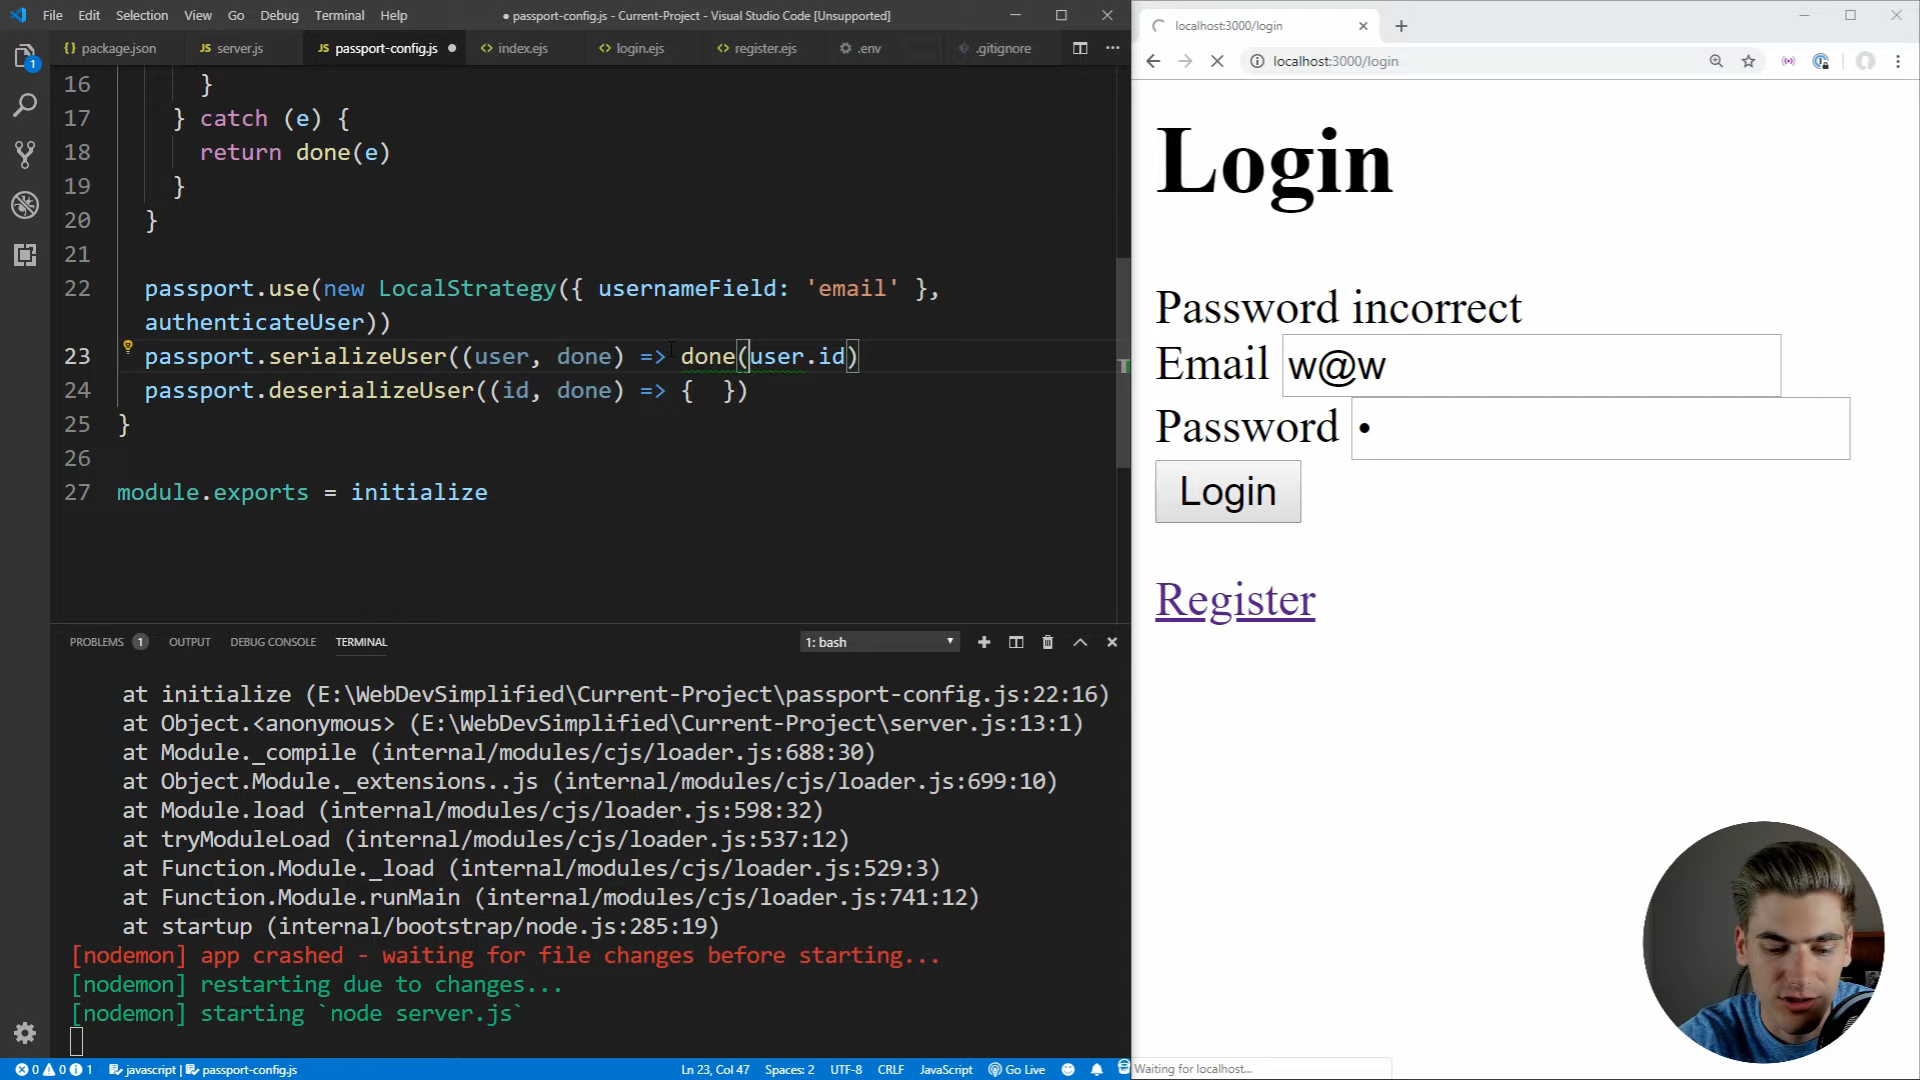 File Edit Selection View Go Debug Terminal Help
● passport-config.js - Current-Project - Visual Studio Code [Unsupported]
package.json server.js passport-config.js index.ejs login.ejs register.ejs .env .gitignore
1
16 }
17 } catch (e) {
18 return done(e)
19 }
20 }
21
22 passport.use(new LocalStrategy({ usernameField: 'email' },
authenticateUser))
23 passport.serializeUser((user, done) => done(user.id)
24 passport.deserializeUser((id, done) => {  })
25 }
26
27 module.exports = initialize
PROBLEMS 1 OUTPUT DEBUG CONSOLE TERMINAL 1: bash
at initialize (E:\WebDevSimplified\Current-Project\passport-config.js:22:16)
at Object.<anonymous> (E:\WebDevSimplified\Current-Project\server.js:13:1)
at Module._compile (internal/modules/cjs/loader.js:688:30)
at Object.Module._extensions..js (internal/modules/cjs/loader.js:699:10)
at Module.load (internal/modules/cjs/loader.js:598:32)
at tryModuleLoad (internal/modules/cjs/loader.js:537:12)
at Function.Module._load (internal/modules/cjs/loader.js:529:3)
at Function.Module.runMain (internal/modules/cjs/loader.js:741:12)
at startup (internal/bootstrap/node.js:285:19)
[nodemon] app crashed - waiting for file changes before starting...
[nodemon] restarting due to changes...
[nodemon] starting `node server.js`
0 0 1 javascript | passport-config.js Ln 23, Col 47 Spaces: 2 UTF-8 CRLF JavaScript Go Live
localhost:3000/login
localhost:3000/login
Login
Password incorrect
Email w@w
Password •
Login
Register
Waiting for localhost...